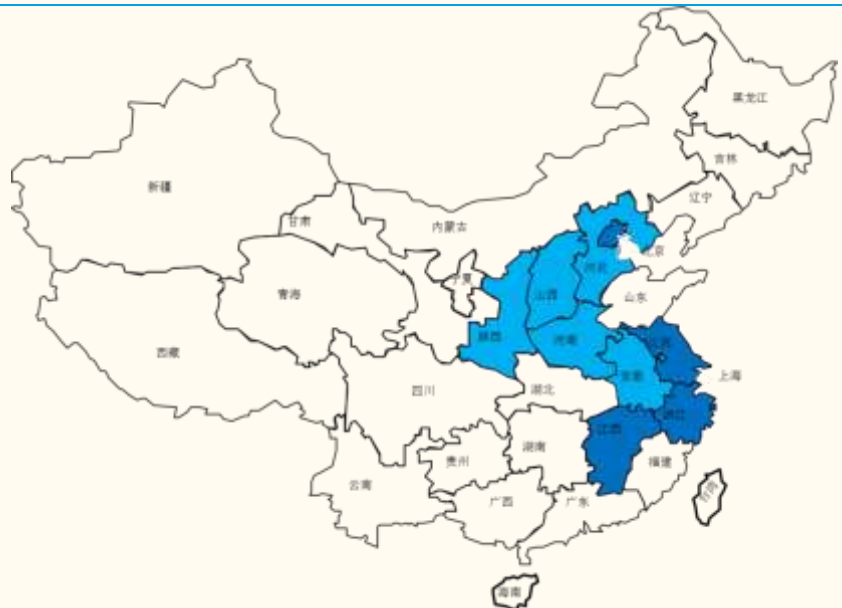 黑龙江
吉林
辽宁
新疆
甘肃
内蒙古
北京
河北
宁夏
青海
山西
山东
陕西
河南
江苏
西藏
安徽
上海
四川
湖北
浙江
江西
湖南
贵州
福建
云南
广西
广东
台湾
海南